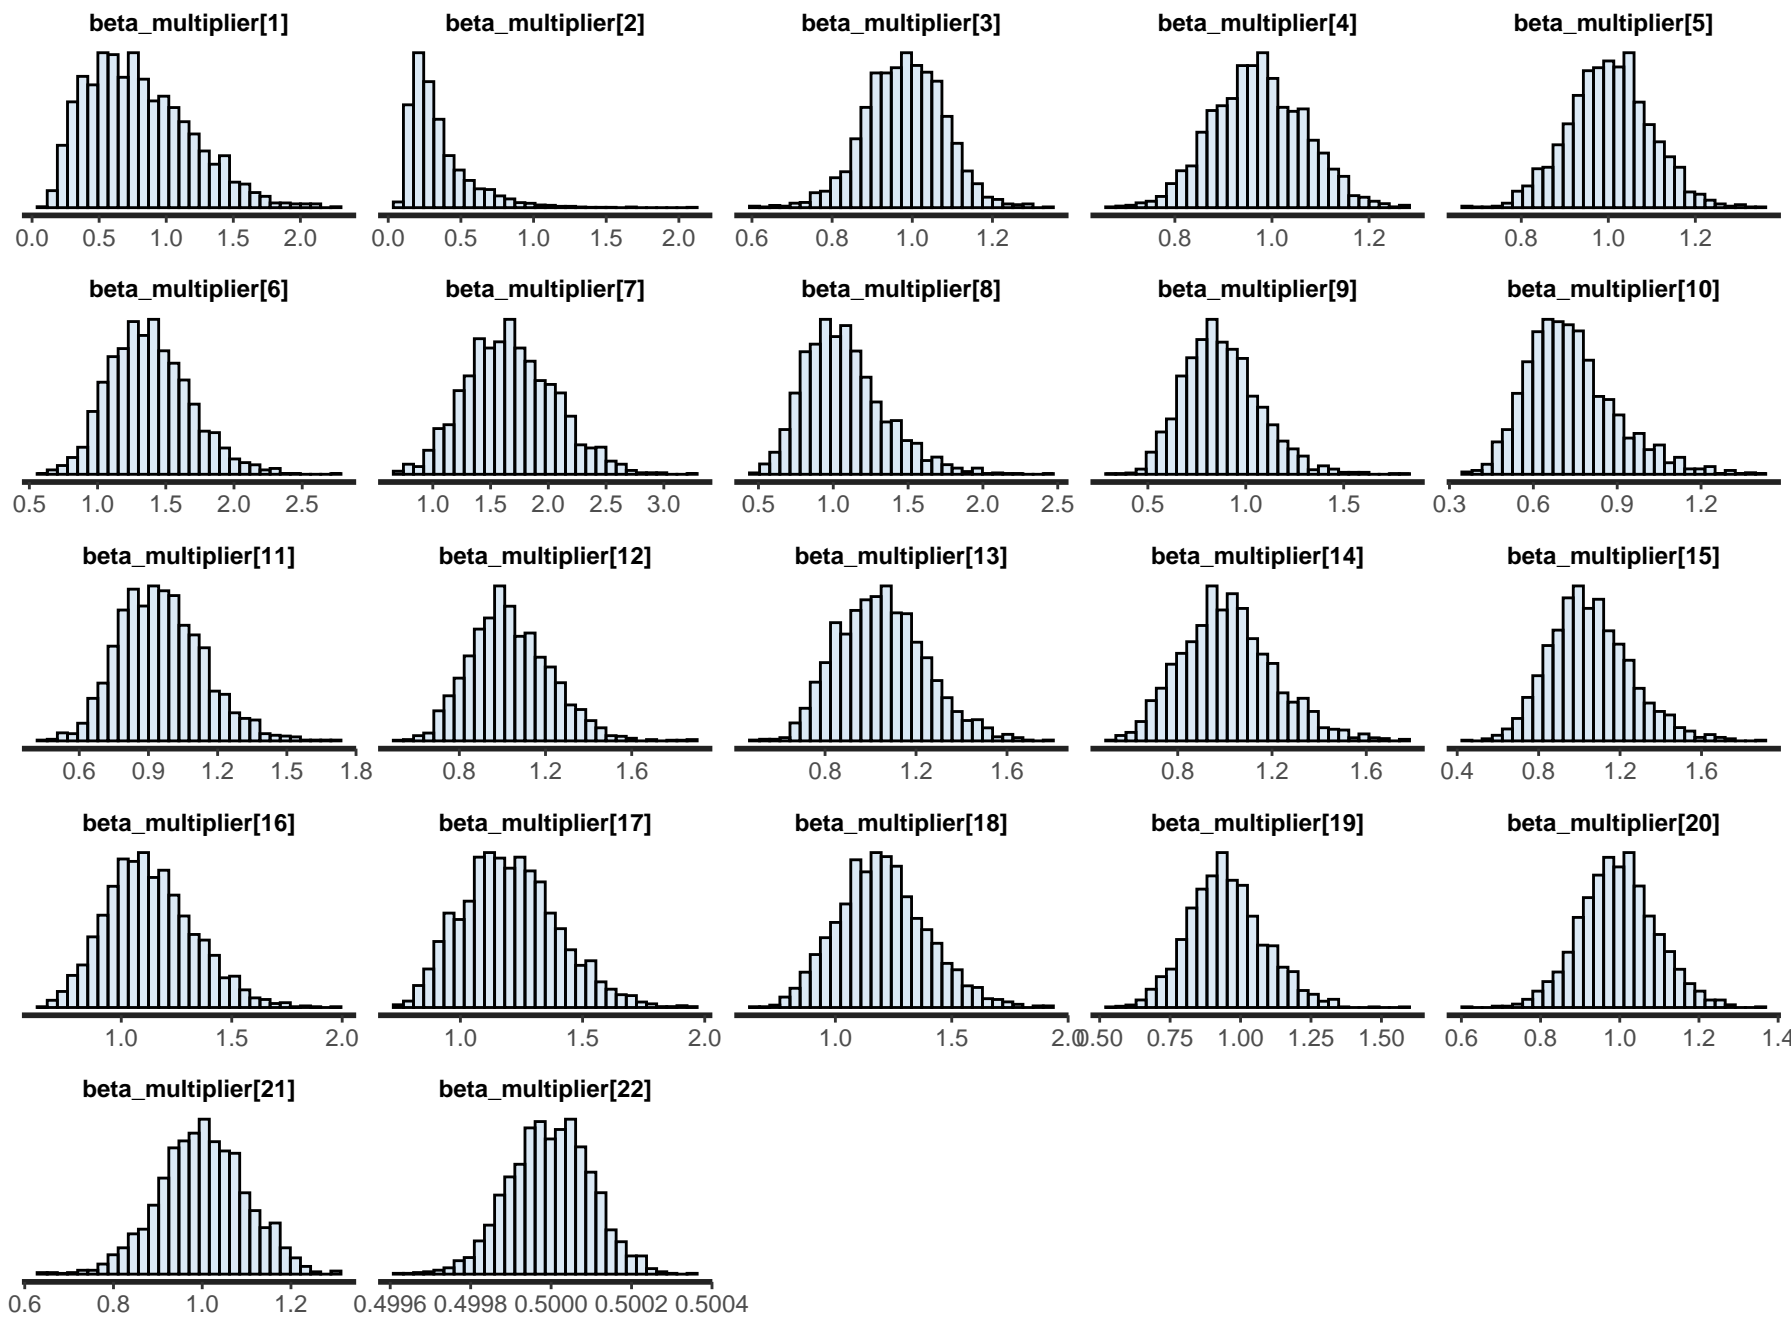 beta_multiplier[1] beta_multiplier[2] beta_multiplier[3] beta_multiplier[4] beta_multiplier[5]
0.0 0.5 1.0 1.5 2.0 0.0 0.5 1.0 1.5 2.0 0.6 0.8 1.0 1.2 0.8 1.0 1.2 0.8 1.0 1.2
beta_multiplier[6] beta_multiplier[7] beta_multiplier[8] beta_multiplier[9] beta_multiplier[10]
0.5 1.0 1.5 2.0 2.5 1.0 1.5 2.0 2.5 3.0 0.5 1.0 1.5 2.0 2.5 0.5 1.0 1.5 0.3 0.6 0.9 1.2
beta_multiplier[11] beta_multiplier[12] beta_multiplier[13] beta_multiplier[14] beta_multiplier[15]
0.6 0.9 1.2 1.5 1.8 0.8 1.2 1.6 0.8 1.2 1.6 0.8 1.2 1.6 0.4 0.8 1.2 1.6
beta_multiplier[16] beta_multiplier[17] beta_multiplier[18] beta_multiplier[19] beta_multiplier[20]
1.0 1.5 2.0 1.0 1.5 2.0 1.0 1.5 2.0 0.50 0.75 1.00 1.25 1.50 0.6 0.8 1.0 1.2 1.4
beta_multiplier[21] beta_multiplier[22]
0.6 0.8 1.0 1.2 0.4996 0.4998 0.5000 0.5002 0.5004